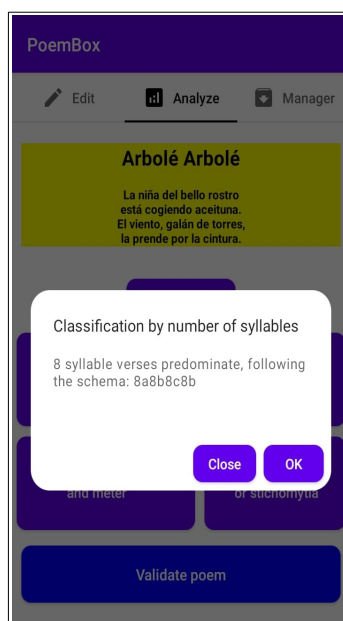 PoemBox
Edit Analyze Manager
Arbolé Arbolé
La niña del bello rostro
está cogiendo aceituna.
El viento, galán de torres,
la prende por la cintura.
Classification by number of syllables
8 syllable verses predominate, following
the schema: 8a8b8c8b
Close OK
and meter or stichomytia
Validate poem